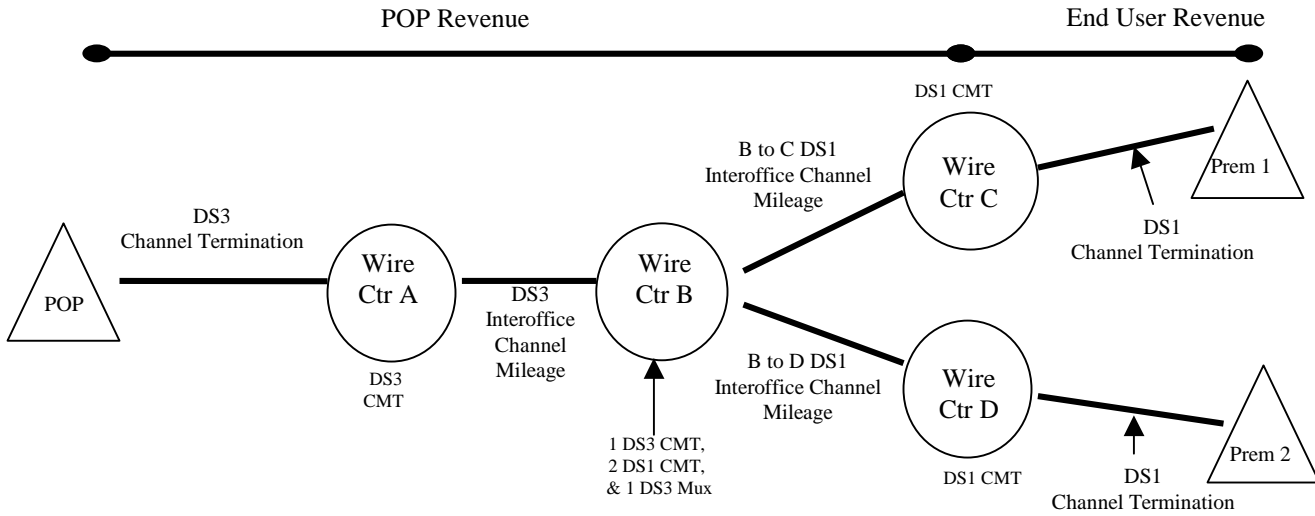 POP Revenue
End User Revenue
DS1 CMT
B to C DS1
Interoffice Channel
Mileage
Wire
Ctr C
Prem 1
DS1
Channel Termination
DS3
Channel Termination
POP
Wire
Ctr A
DS3
CMT
DS3
Interoffice
Channel
Mileage
Wire
Ctr B
1 DS3 CMT,
2 DS1 CMT,
& 1 DS3 Mux
B to D DS1
Interoffice Channel
Mileage
Wire
Ctr D
DS1 CMT
DS1
Channel Termination
Prem 2